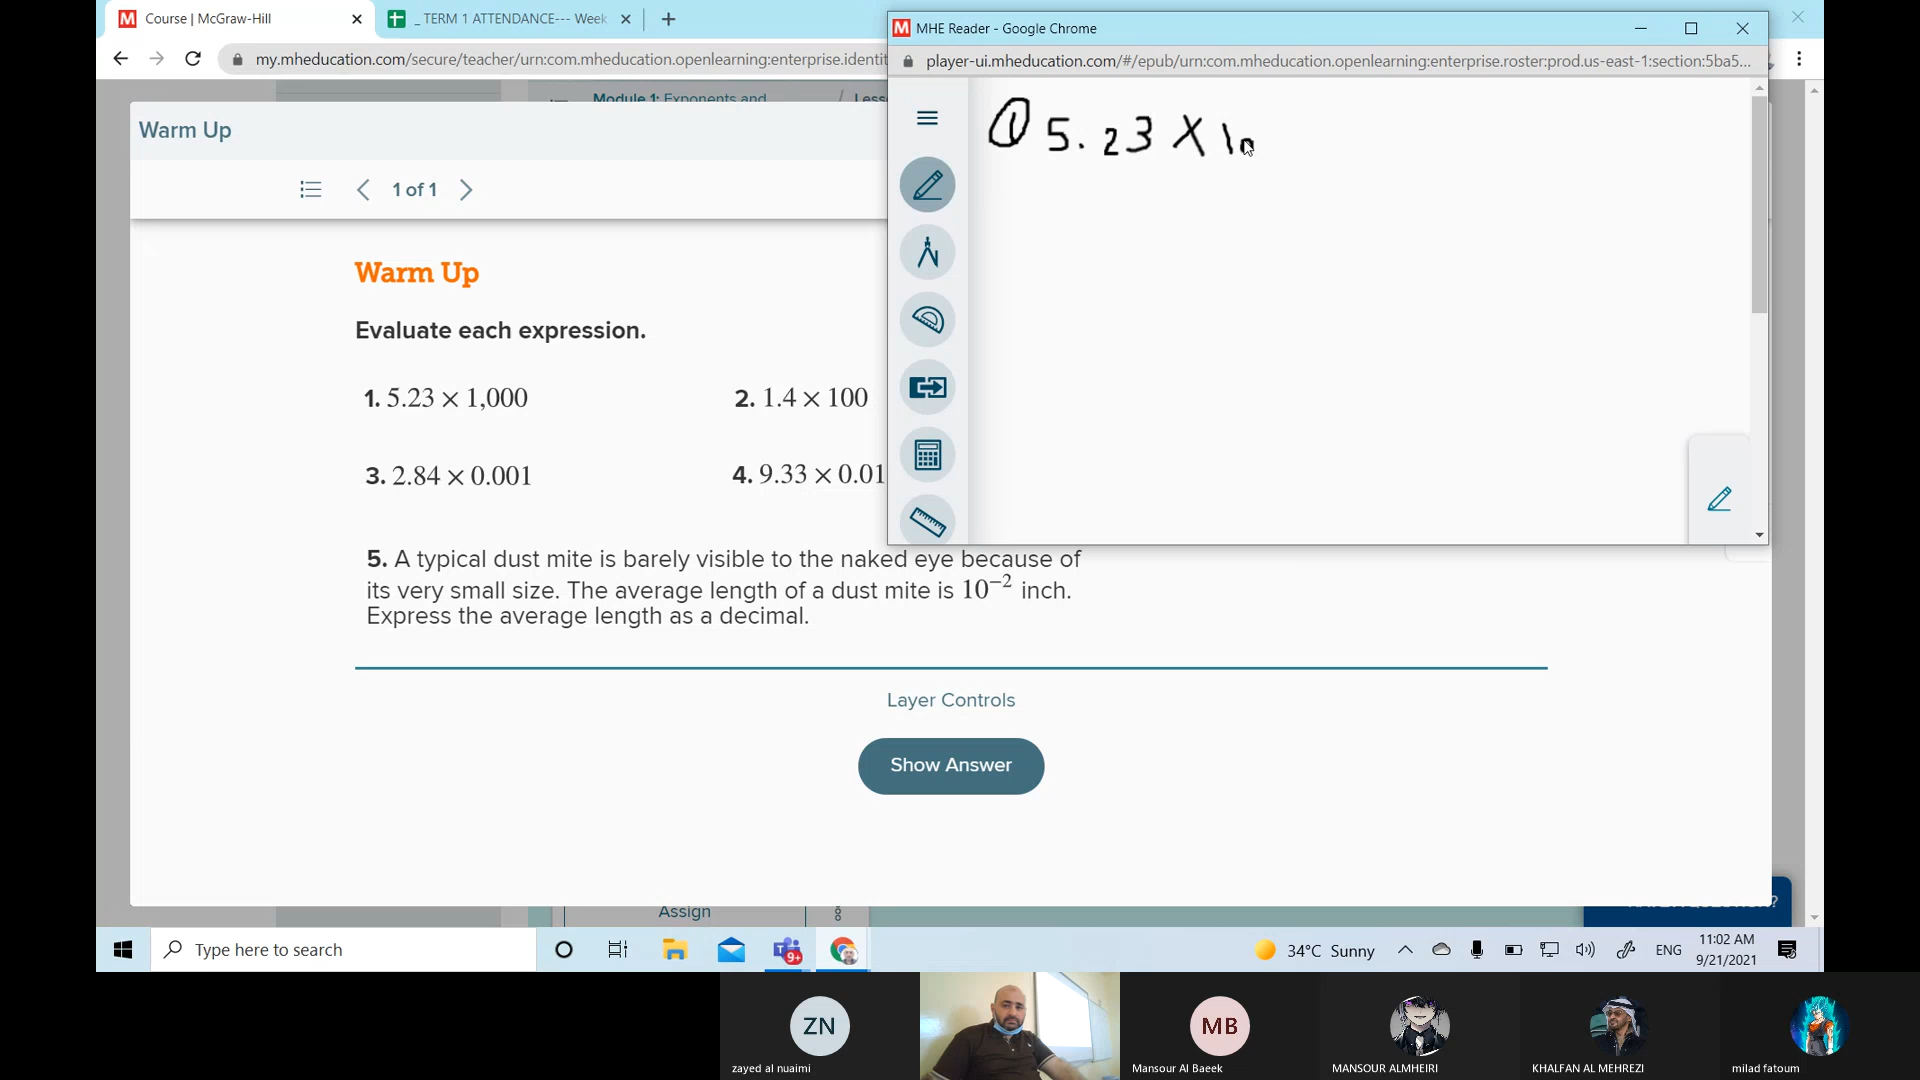 Course | McGraw-Hill
_ TERM 1 ATTENDANCE--- Week
MHE Reader - Google Chrome
my.mheducation.com/secure/teacher/urn:com.mheducation.openlearning:enterprise.identit
player-ui.mheducation.com/#/epub/urn:com.mheducation.openlearning:enterprise.roster:prod.us-east-1:section:5ba5...
Module 1: Exponents and / Less
Warm Up
1 of 1
① 5.23 X 10
Warm Up
Evaluate each expression.
1. 5.23 × 1,000
2. 1.4 × 100
3. 2.84 × 0.001
4. 9.33 × 0.01
5. A typical dust mite is barely visible to the naked eye because of
its very small size. The average length of a dust mite is 10⁻² inch.
Express the average length as a decimal.
Layer Controls
Show Answer
Assign
Type here to search
9+
34°C Sunny
ENG
11:02 AM
9/21/2021
ZN
MB
zayed al nuaimi
Mansour Al Baeek
MANSOUR ALMHEIRI
KHALFAN AL MEHREZI
milad fatoum